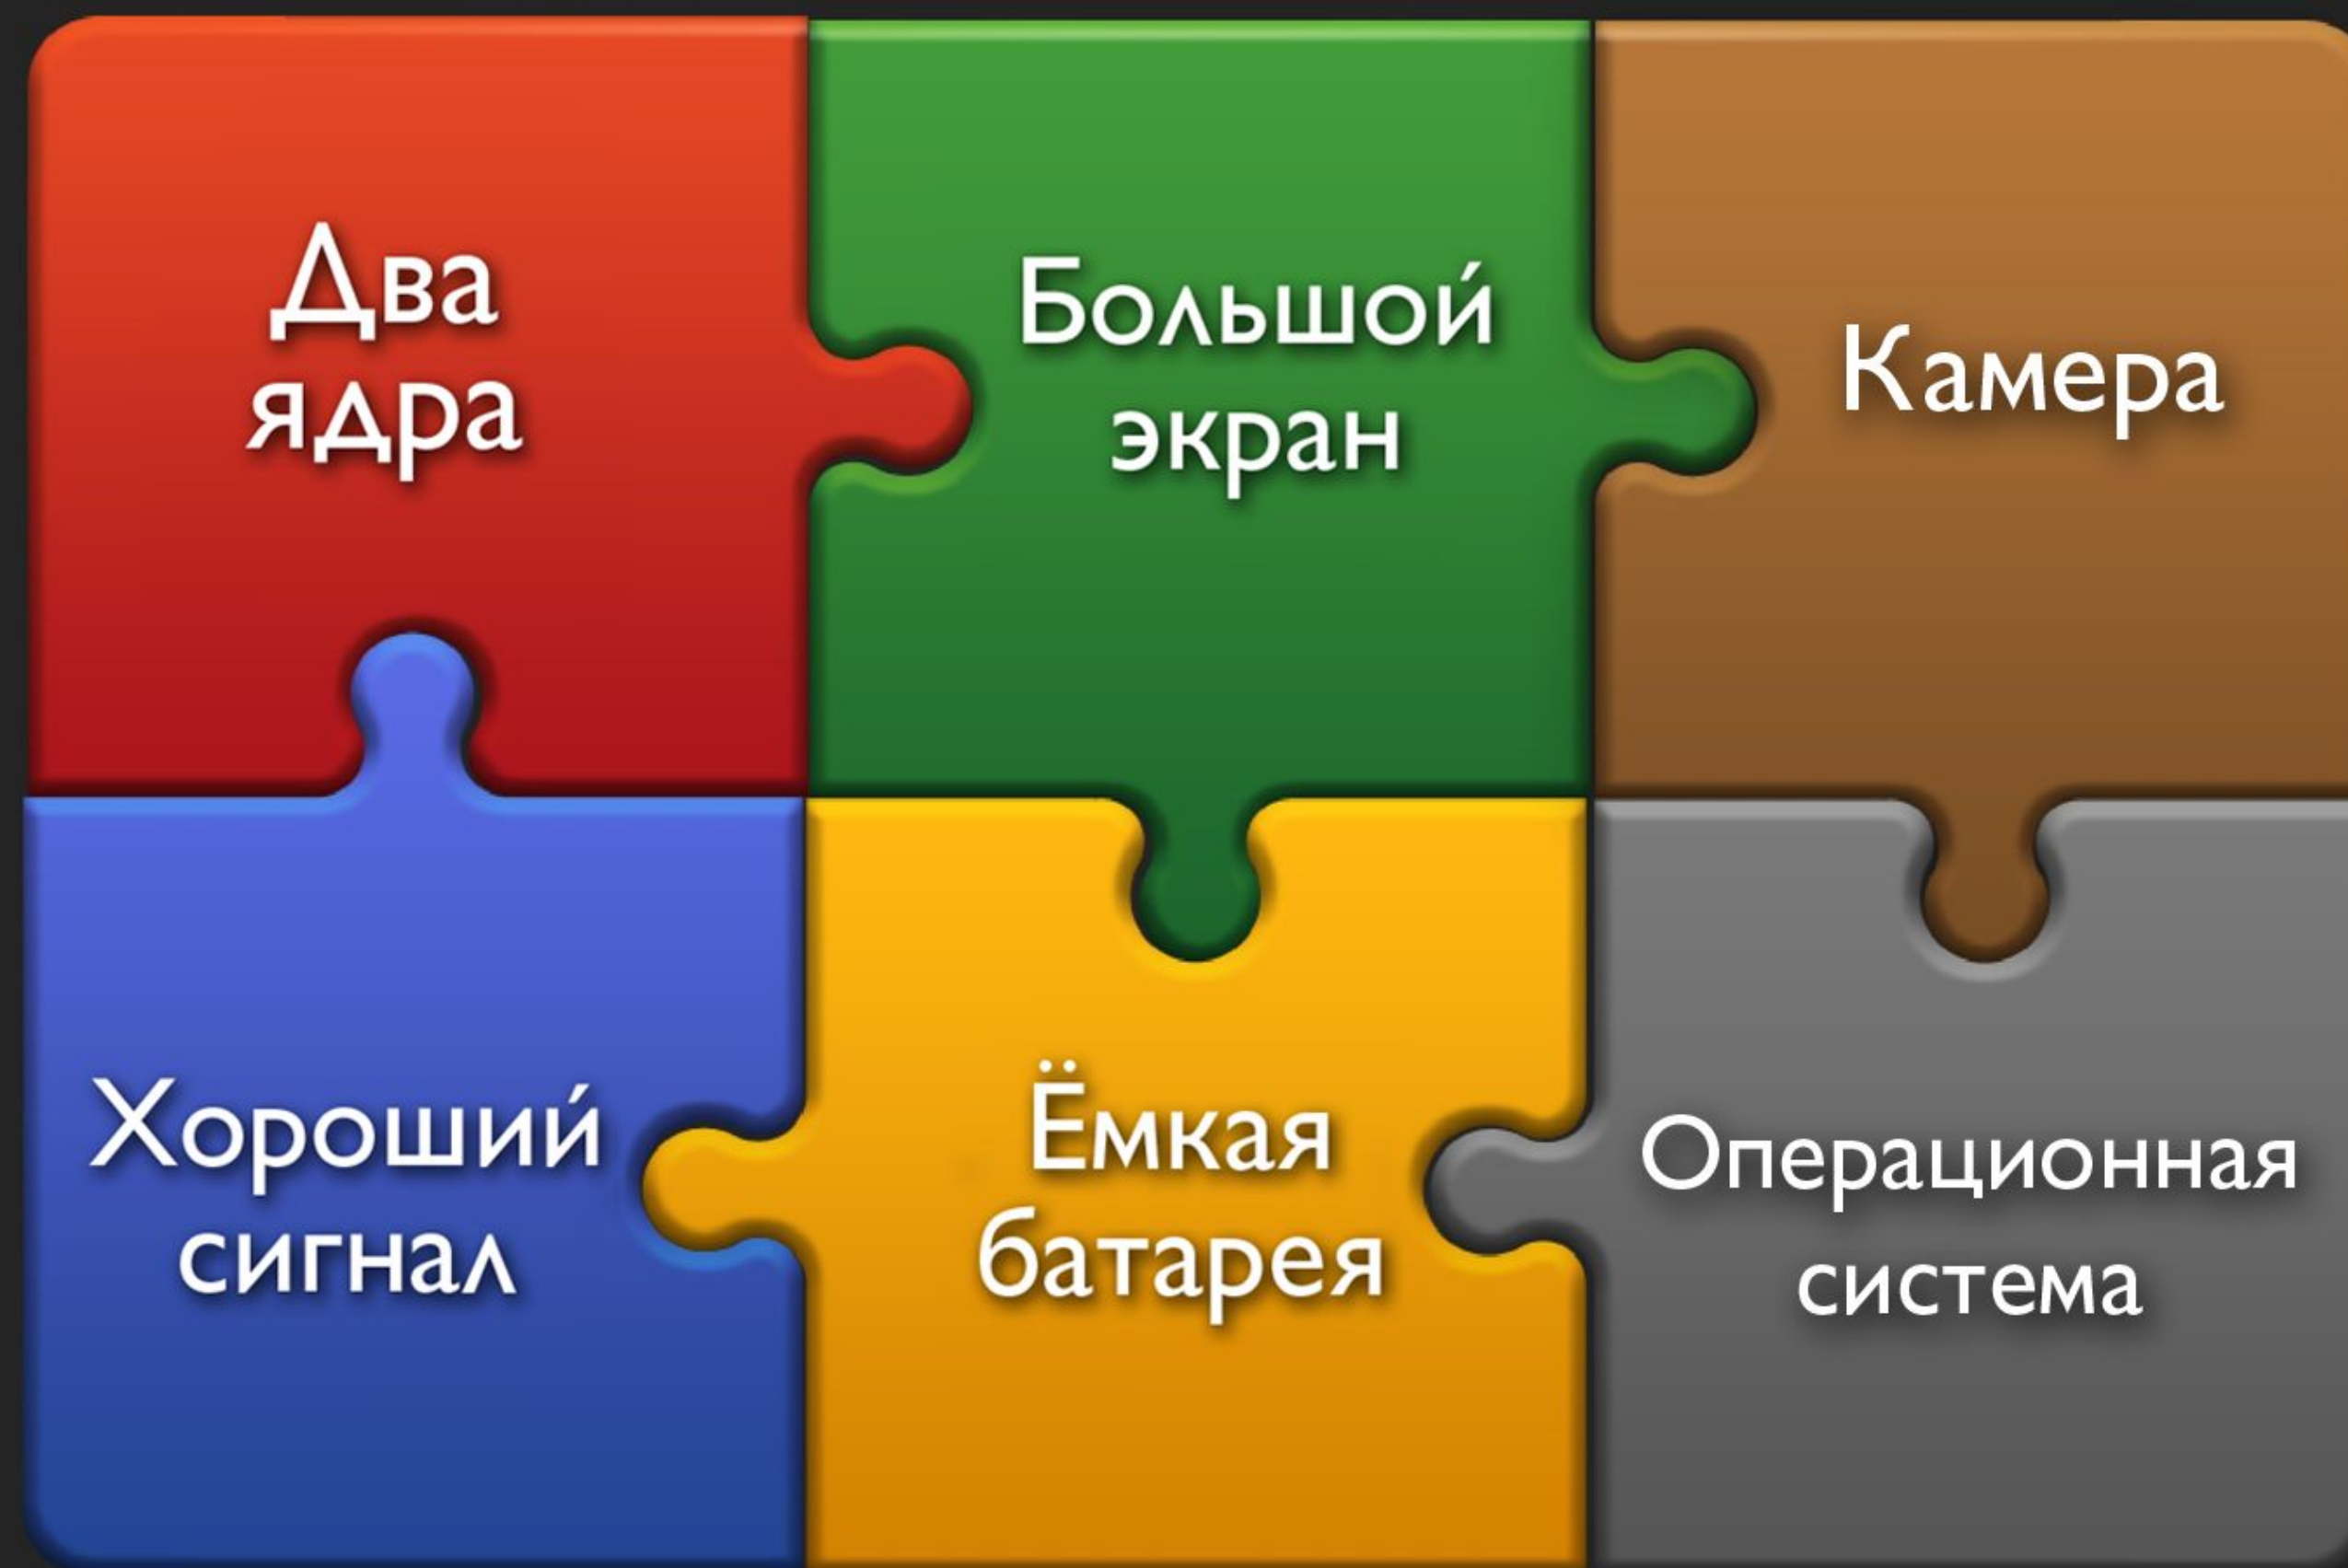 Два
ядра
Большой
экран
Камера
Хороший
сигнал
Ёмкая
батарея
Операционная
система